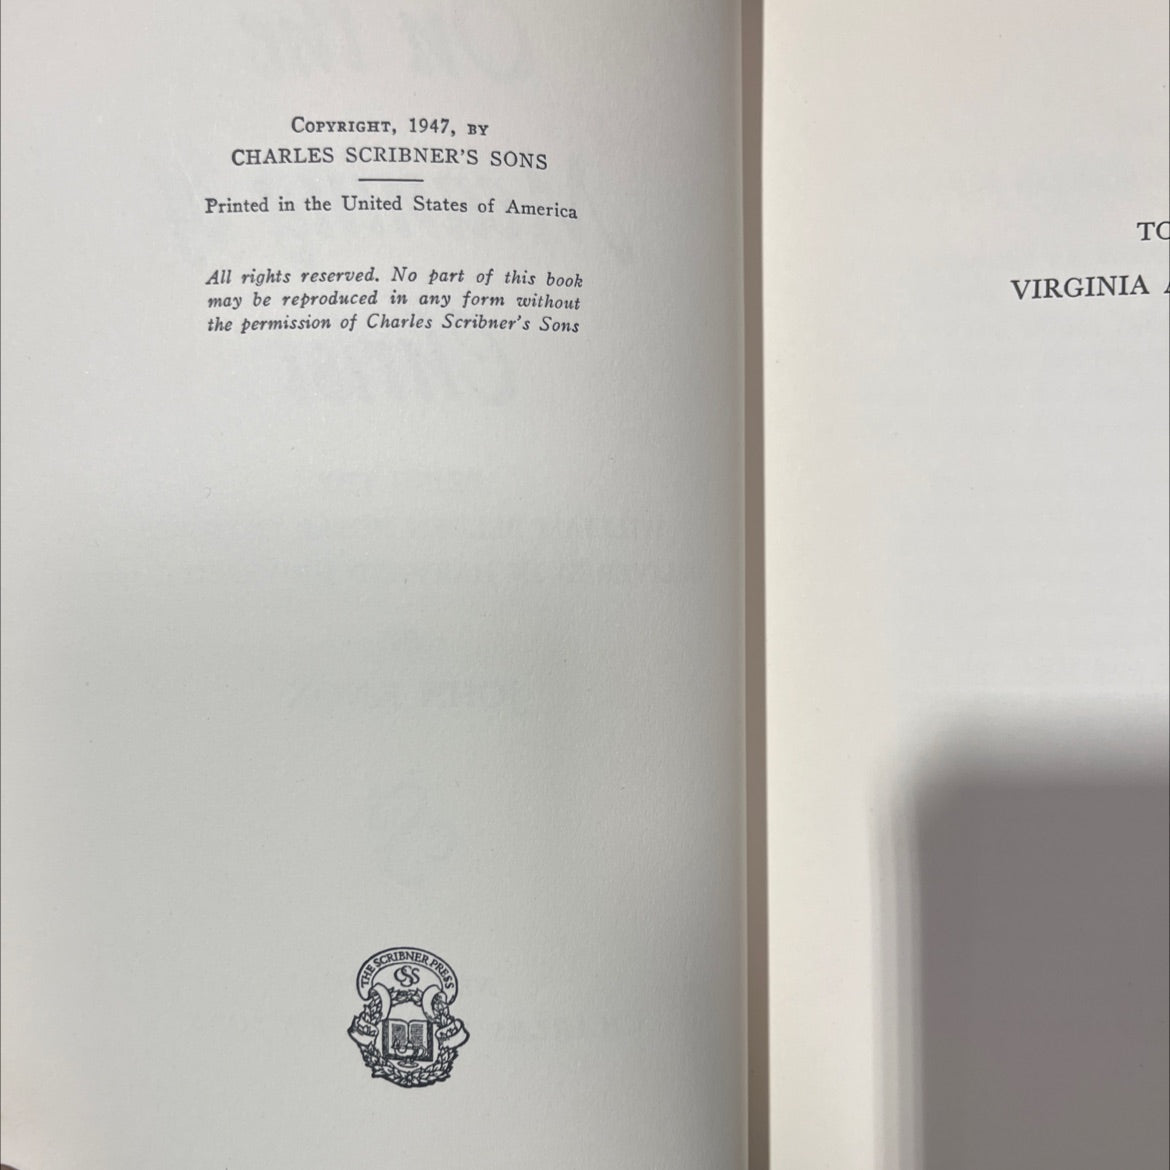 COPYRIGHT, 1947, BY
CHARLES SCRIBNER'S SONS
Printed in the United States of America
All rights reserved. No part of this book
may be reproduced in any form without
the permission of Charles Scribner's Sons
THE SCRIBNER PRESS
CSS
TO
VIRGINIA